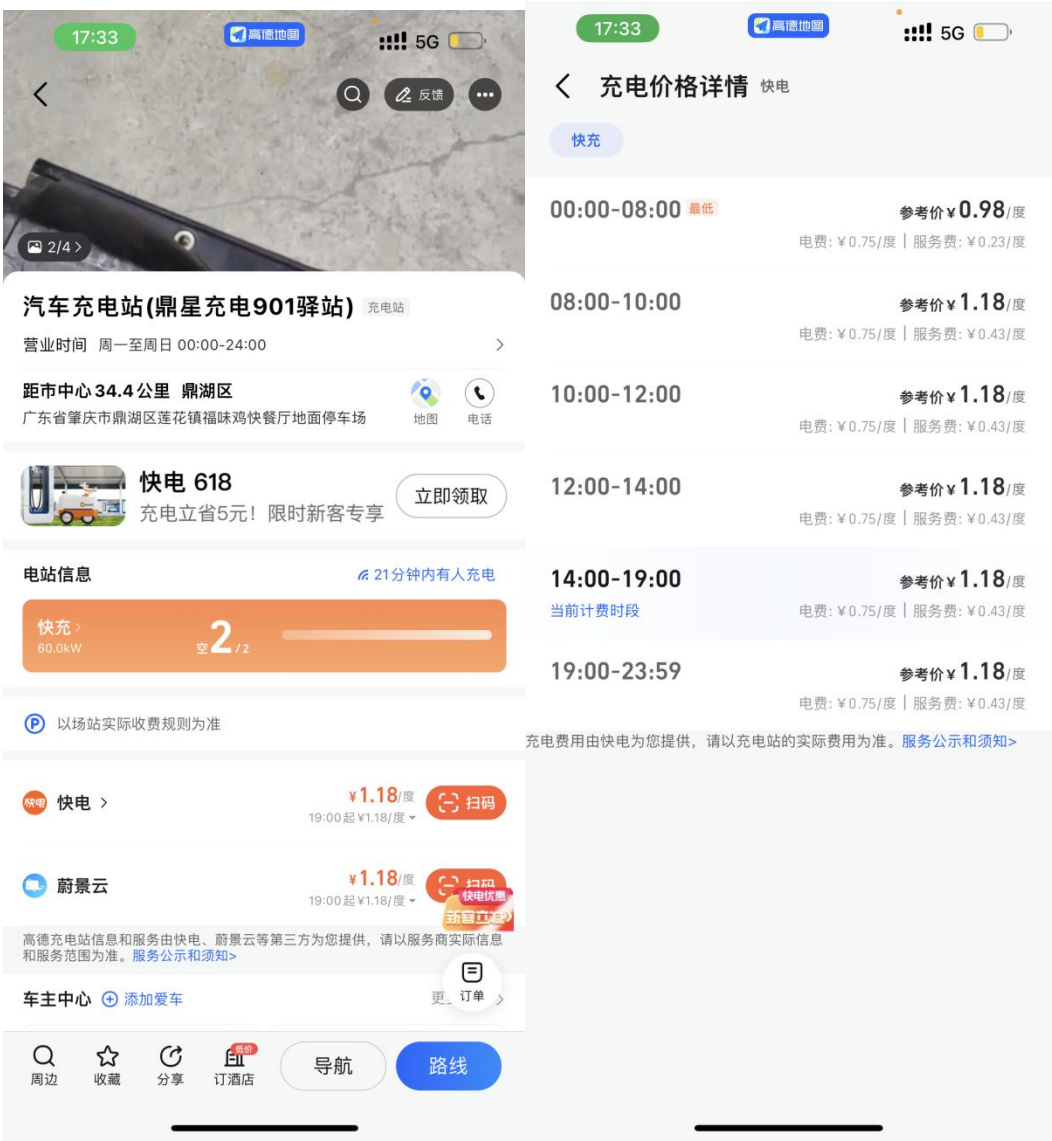 17:33
高德地图
5G
反馈
2/4 >
汽车充电站(鼎星充电901驿站) 充电站
营业时间 周一至周日 00:00-24:00
距市中心34.4公里 鼎湖区
广东省肇庆市鼎湖区莲花镇福味鸡快餐厅地面停车场
地图
电话
快电 618
充电立省5元！限时新客专享
立即领取
电站信息
21分钟内有人充电
快充 >
60.0kW
空2/2
P 以场站实际收费规则为准
快电 快电 >
¥1.18/度
19:00起¥1.18/度
扫码
蔚景云
¥1.18/度
19:00起¥1.18/度
扫码
快电优惠
新客立减
高德充电站信息和服务由快电、蔚景云等第三方为您提供，请以服务商实际信息
和服务范围为准。服务公示和须知>
车主中心 添加爱车
更
订单
周边
收藏
分享
低价
订酒店
导航
路线
17:33
高德地图
5G
充电价格详情 快电
快充
00:00-08:00 最低
参考价¥0.98/度
电费: ¥0.75/度 | 服务费: ¥0.23/度
08:00-10:00
参考价¥1.18/度
电费: ¥0.75/度 | 服务费: ¥0.43/度
10:00-12:00
参考价¥1.18/度
电费: ¥0.75/度 | 服务费: ¥0.43/度
12:00-14:00
参考价¥1.18/度
电费: ¥0.75/度 | 服务费: ¥0.43/度
14:00-19:00
参考价¥1.18/度
当前计费时段
电费: ¥0.75/度 | 服务费: ¥0.43/度
19:00-23:59
参考价¥1.18/度
电费: ¥0.75/度 | 服务费: ¥0.43/度
充电费用由快电为您提供，请以充电站的实际费用为准。服务公示和须知>